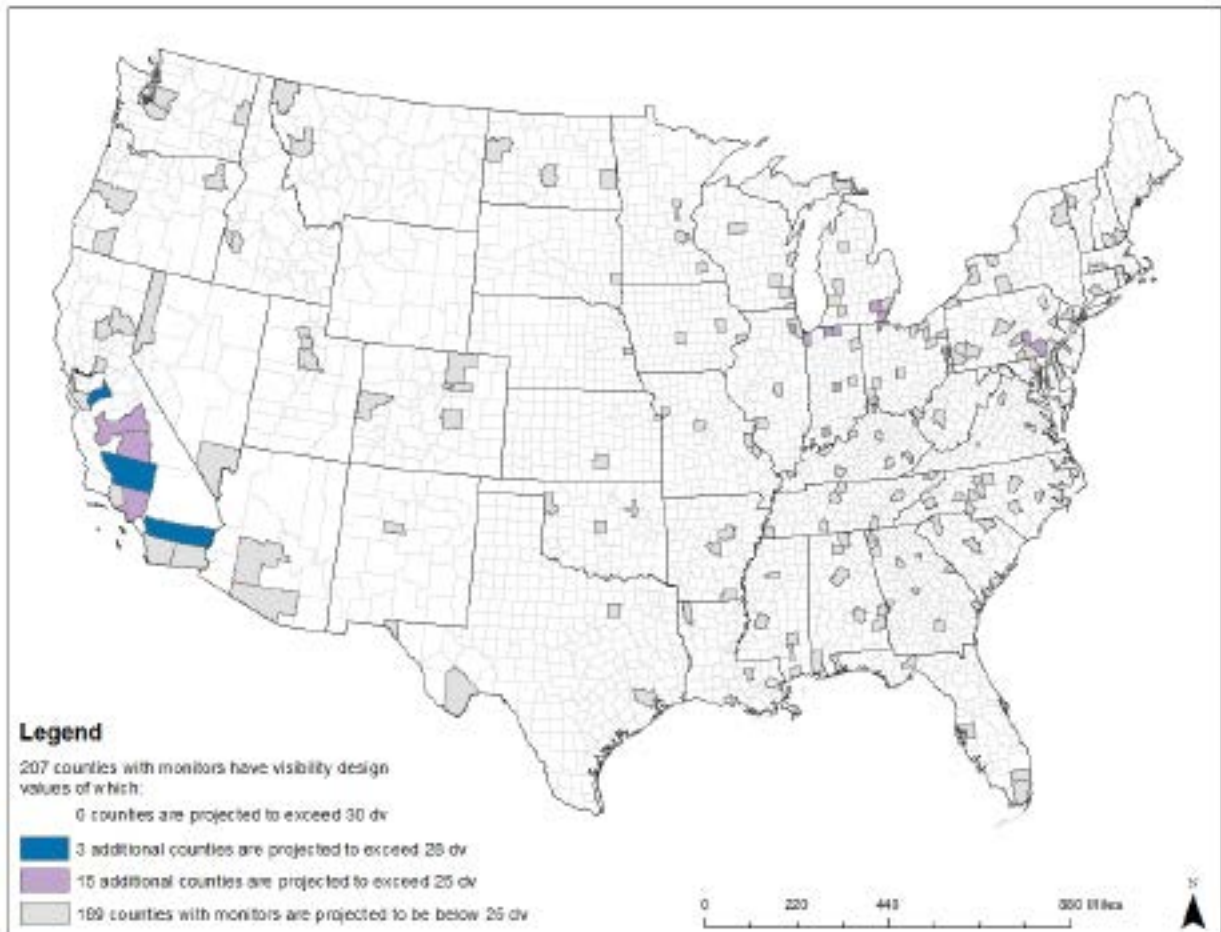 Legend
207 counties with monitors have visibility design
values of which:
0 counties are projected to exceed 30 dv
3 additional counties are projected to exceed 28 dv
15 additional counties are projected to exceed 25 dv
189 counties with monitors are projected to be below 25 dv
0 220 440 880 Miles
N